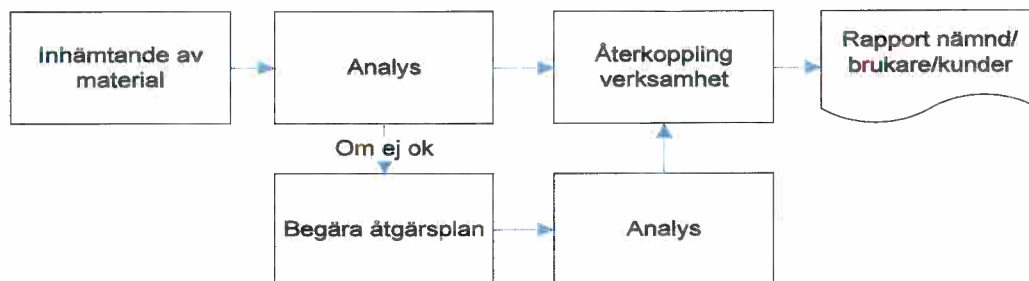 Inhämtande av
material
Analys
Återkoppling
verksamhet
Rapport nämnd/
brukare/kunder
Om ej ok
Begära åtgärsplan
Analys